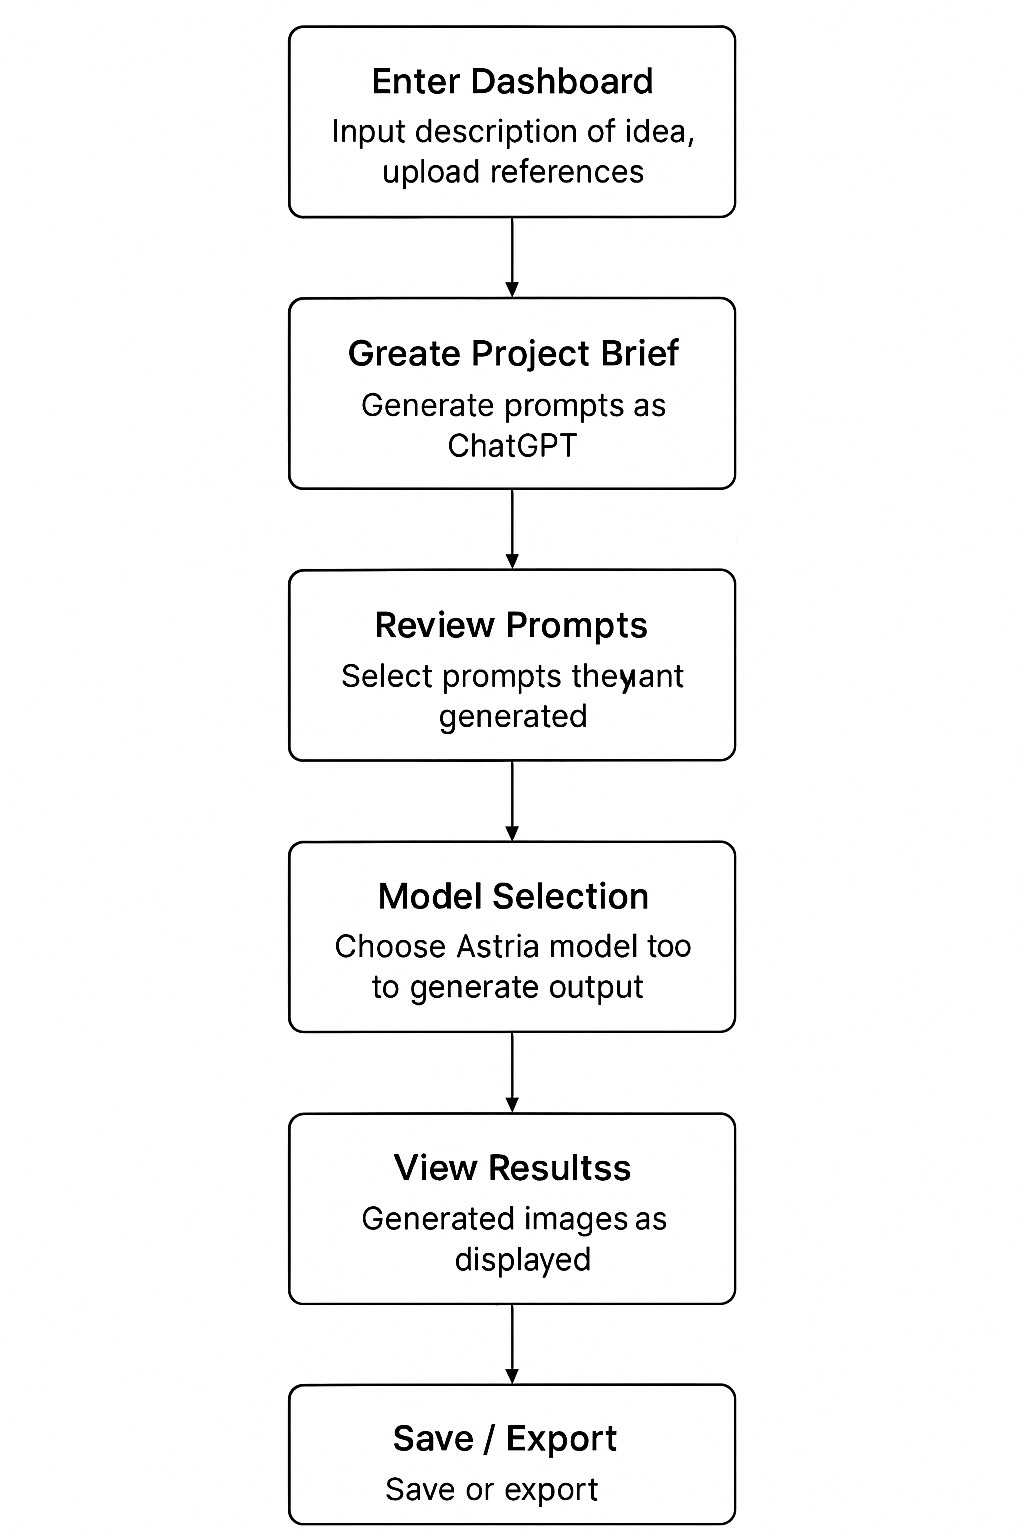 Enter Dashboard
Input description of idea,
upload references
Greate Project Brief
Generate prompts as
ChatGPT
Review Prompts
Select prompts theyant
generated
Model Selection
Choose Astria model too
to generate output
View Resultss
Generated images as
displayed
Save / Export
Save or export